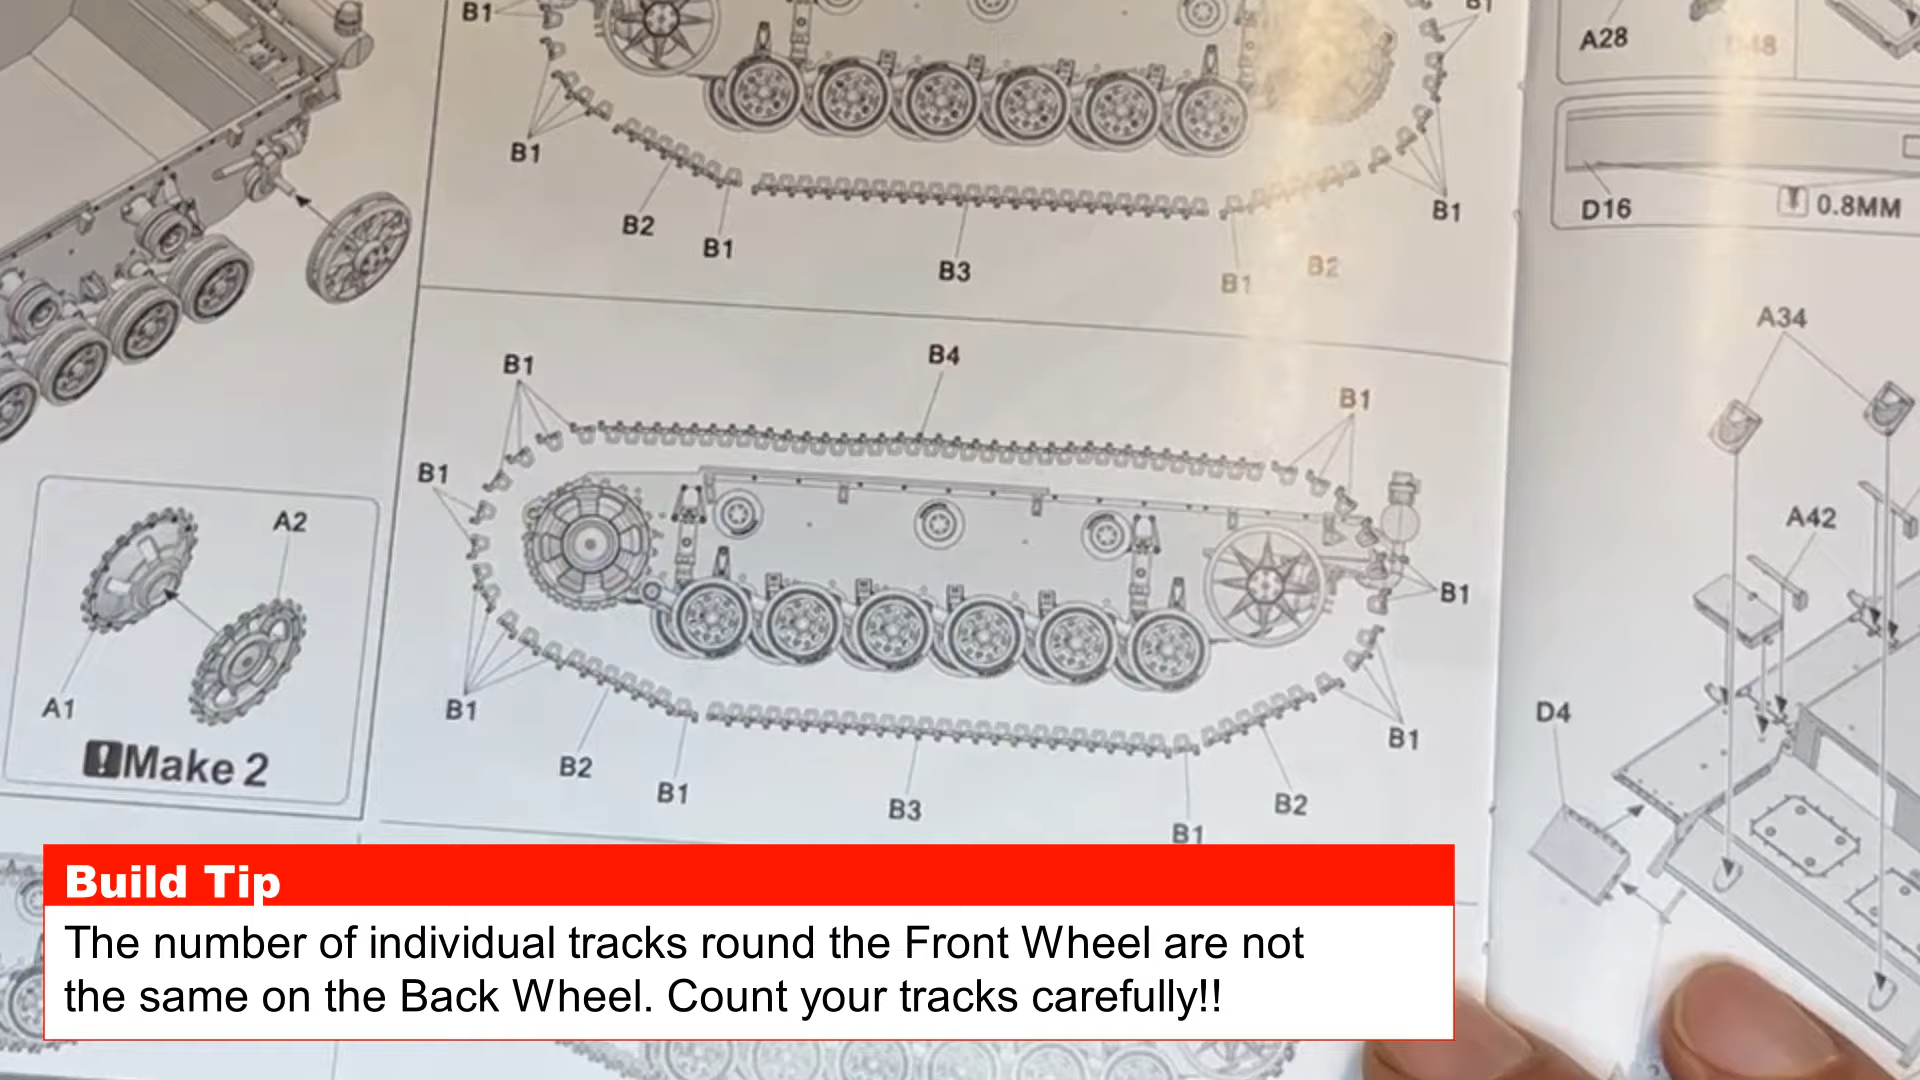 B1
B1
B1
B2
B1
B3
B1
B2
B1
A28
D16
0.8MM
B1
B4
B1
B1
B1
B1
B2
B1
B3
B1
B2
B1
A2
A1
Make 2
A34
A42
D4
Build Tip
The number of individual tracks round the Front Wheel are not
the same on the Back Wheel. Count your tracks carefully!!